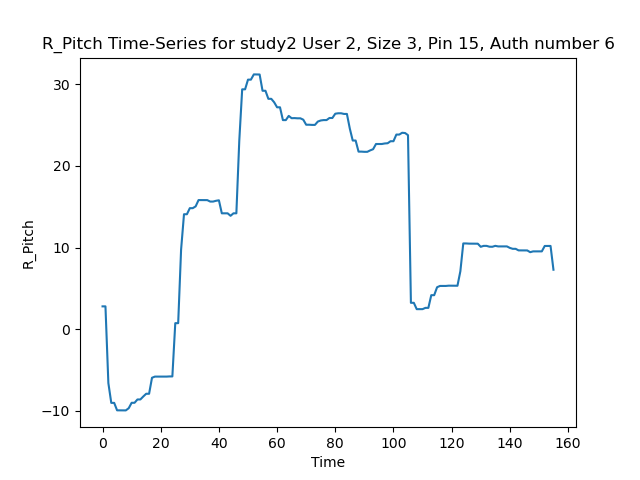 R_Pitch Time-Series for study2 User 2, Size 3, Pin 15, Auth number 6
R_Pitch
30
20
10
0
−10
0 20 40 60 80 100 120 140 160
Time